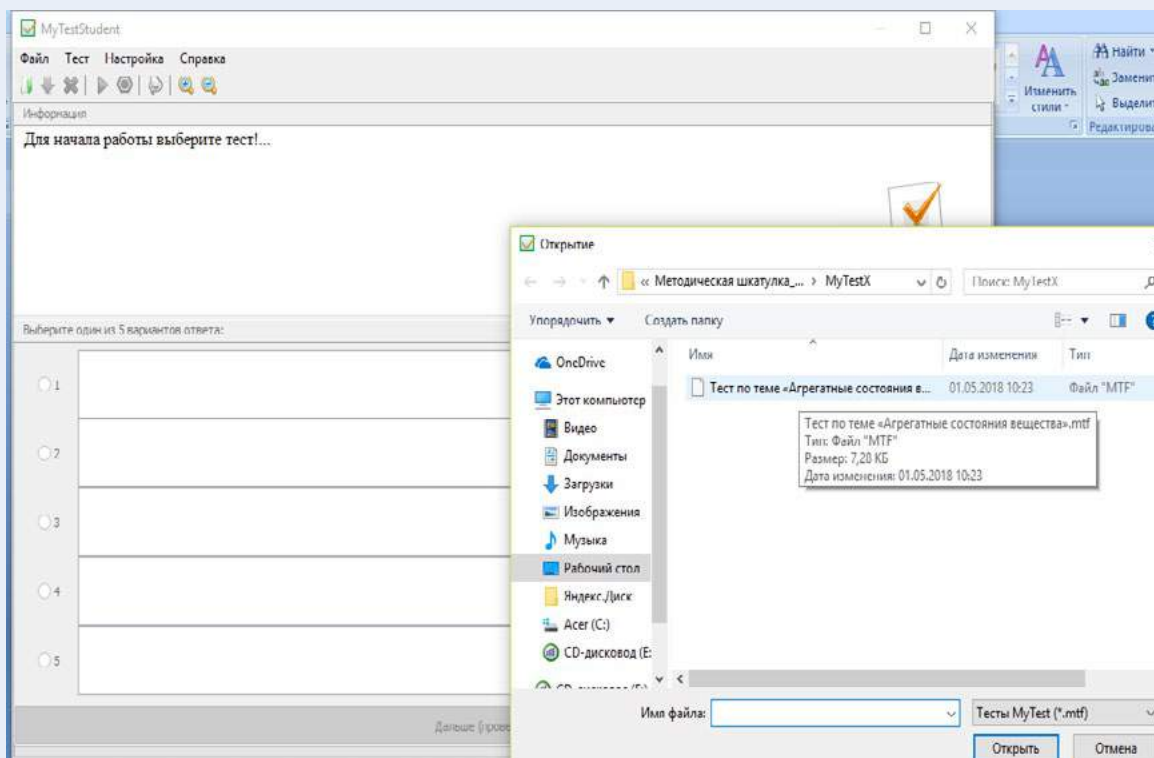 MyTestStudent
Файл Тест Настройка Справка
Информация
Для начала работы выберите тест!...
Выберите один из 5 вариантов ответа:
1
2
3
4
5
Дальше
Найти
Изменить стили
Выделить
Открытие
« Методическая шкатулка_... › MyTestX
Поиск: MyTestX
Упорядочить Создать папку
Имя Дата изменения Тип
OneDrive
Этот компьютер
Видео
Документы
Загрузки
Изображения
Музыка
Рабочий стол
Яндекс.Диск
Acer (C:)
CD-дисковод (E:
Тест по теме «Агрегатные состояния в... 01.05.2018 10:23 Файл "MTF"
Тест по теме «Агрегатные состояния вещества».mtf
Тип: Файл "MTF"
Размер: 7,20 КБ
Дата изменения: 01.05.2018 10:23
Имя файла: Тесты MyTest (*.mtf)
Открыть Отмена